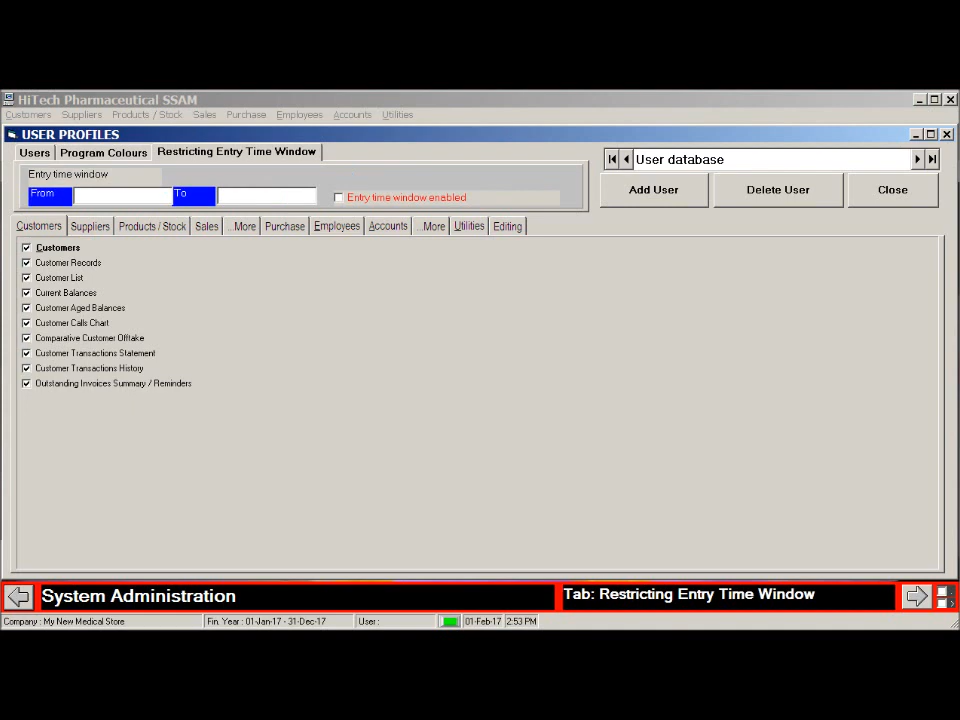 HiTech Pharmaceutical SSAM
Customers Suppliers Products / Stock Sales Purchase Employees Accounts Utilities
USER PROFILES
Users Program Colours Restricting Entry Time Window
User database
Entry time window
From To Entry time window enabled
Add User Delete User Close
Customers Suppliers Products / Stock Sales ...More Purchase Employees Accounts ...More Utilities Editing
Customers
Customer Records
Customer List
Current Balances
Customer Aged Balances
Customer Calls Chart
Comparative Customer Offtake
Customer Transactions Statement
Customer Transactions History
Outstanding Invoices Summary / Reminders
System Administration
Tab: Restricting Entry Time Window
Company : My New Medical Store Fin. Year : 01-Jan-17 - 31-Dec-17 User : 01-Feb-17 2:53 PM